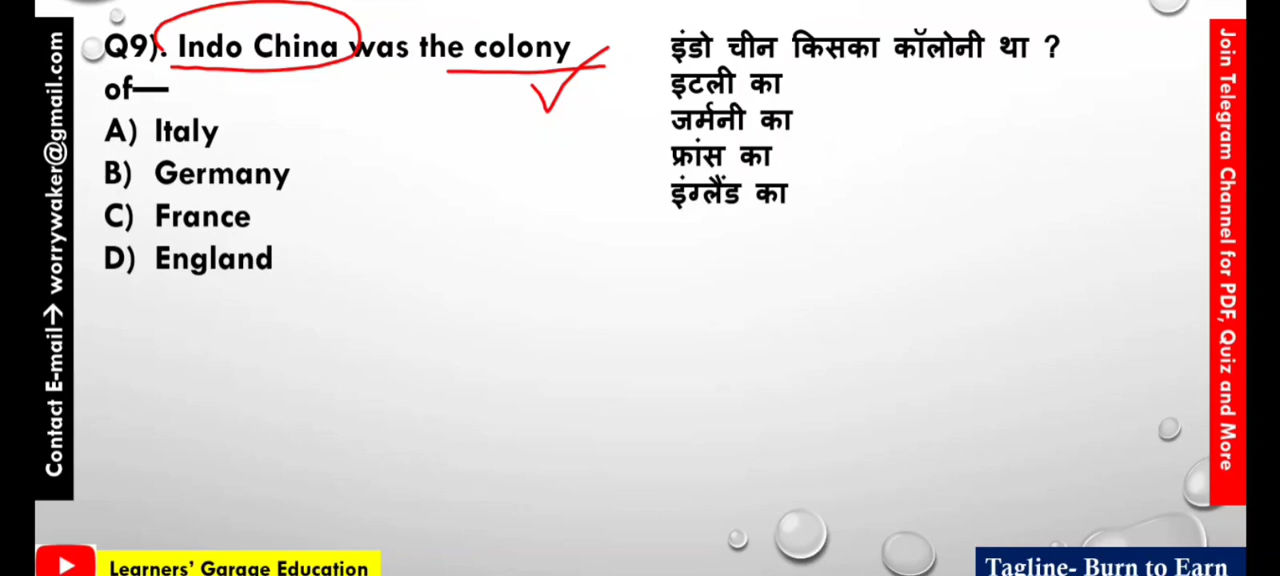 Contact E-mail→ worrywaker@gmail.com
Q9). Indo China was the colony
of—
A) Italy
B) Germany
C) France
D) England
इंडो चीन किसका कॉलोनी था ?
इटली का
जर्मनी का
फ्रांस का
इंग्लैंड का
Join Telegram Channel for PDF, Quiz and More
Learners' Garage Education
Tagline- Burn to Earn